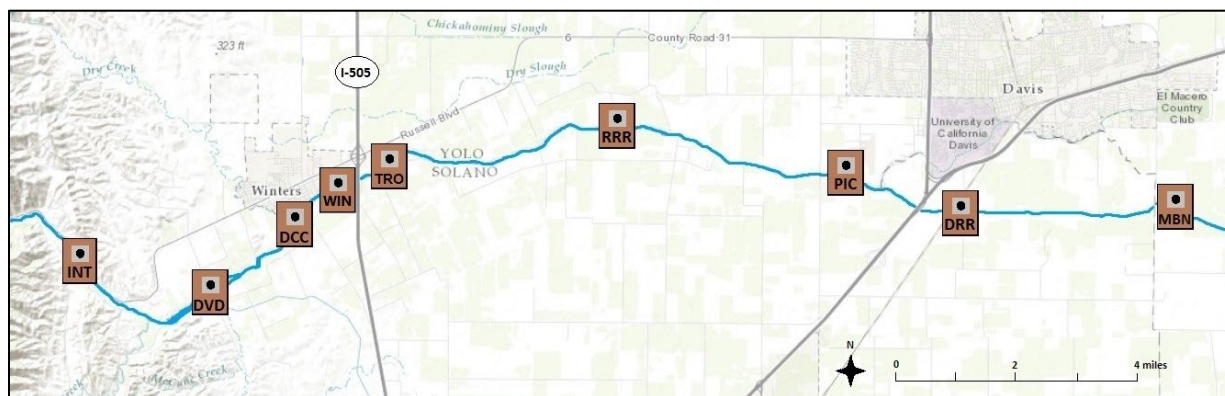 Chickahominy Slough
323 ft
6
County Road 31
Dry Creek
I-505
Dry Slough
Davis
El Macero
Country
Club
Russell Blvd
University of
California
Davis
RRR
YOLO
SOLANO
TRO
PIC
Winters
WIN
DCC
DRR
MBN
INT
DVD
N
0
2
4 miles